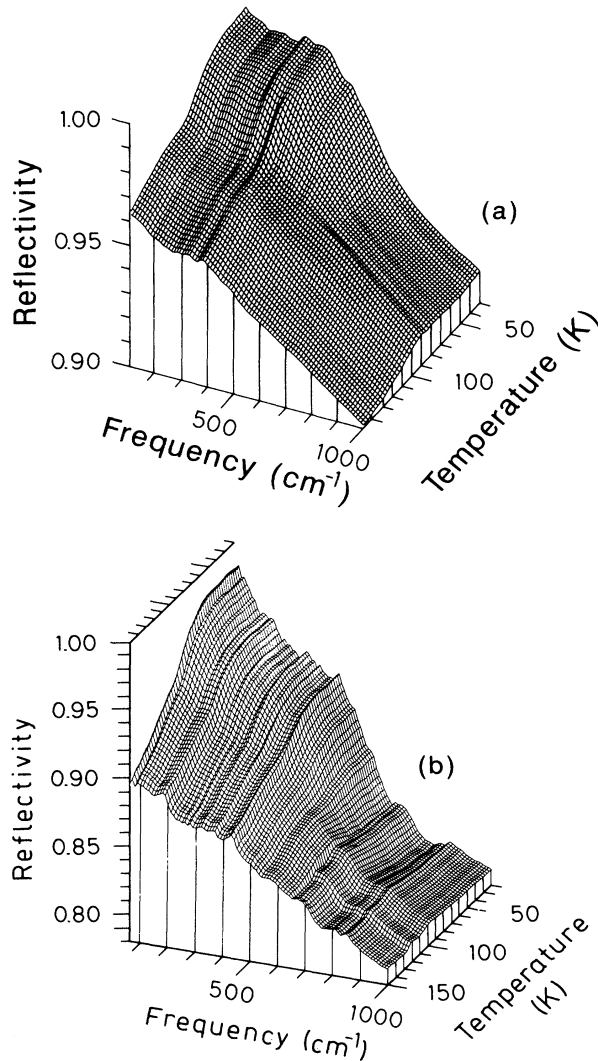 1.00
0.95
0.90
Reflectivity
(a)
500
1000
Frequency (cm⁻¹)
50
100
Temperature (K)
1.00
0.95
0.90
0.85
0.80
Reflectivity
(b)
500
1000
Frequency (cm⁻¹)
50
100
150
Temperature
(K)